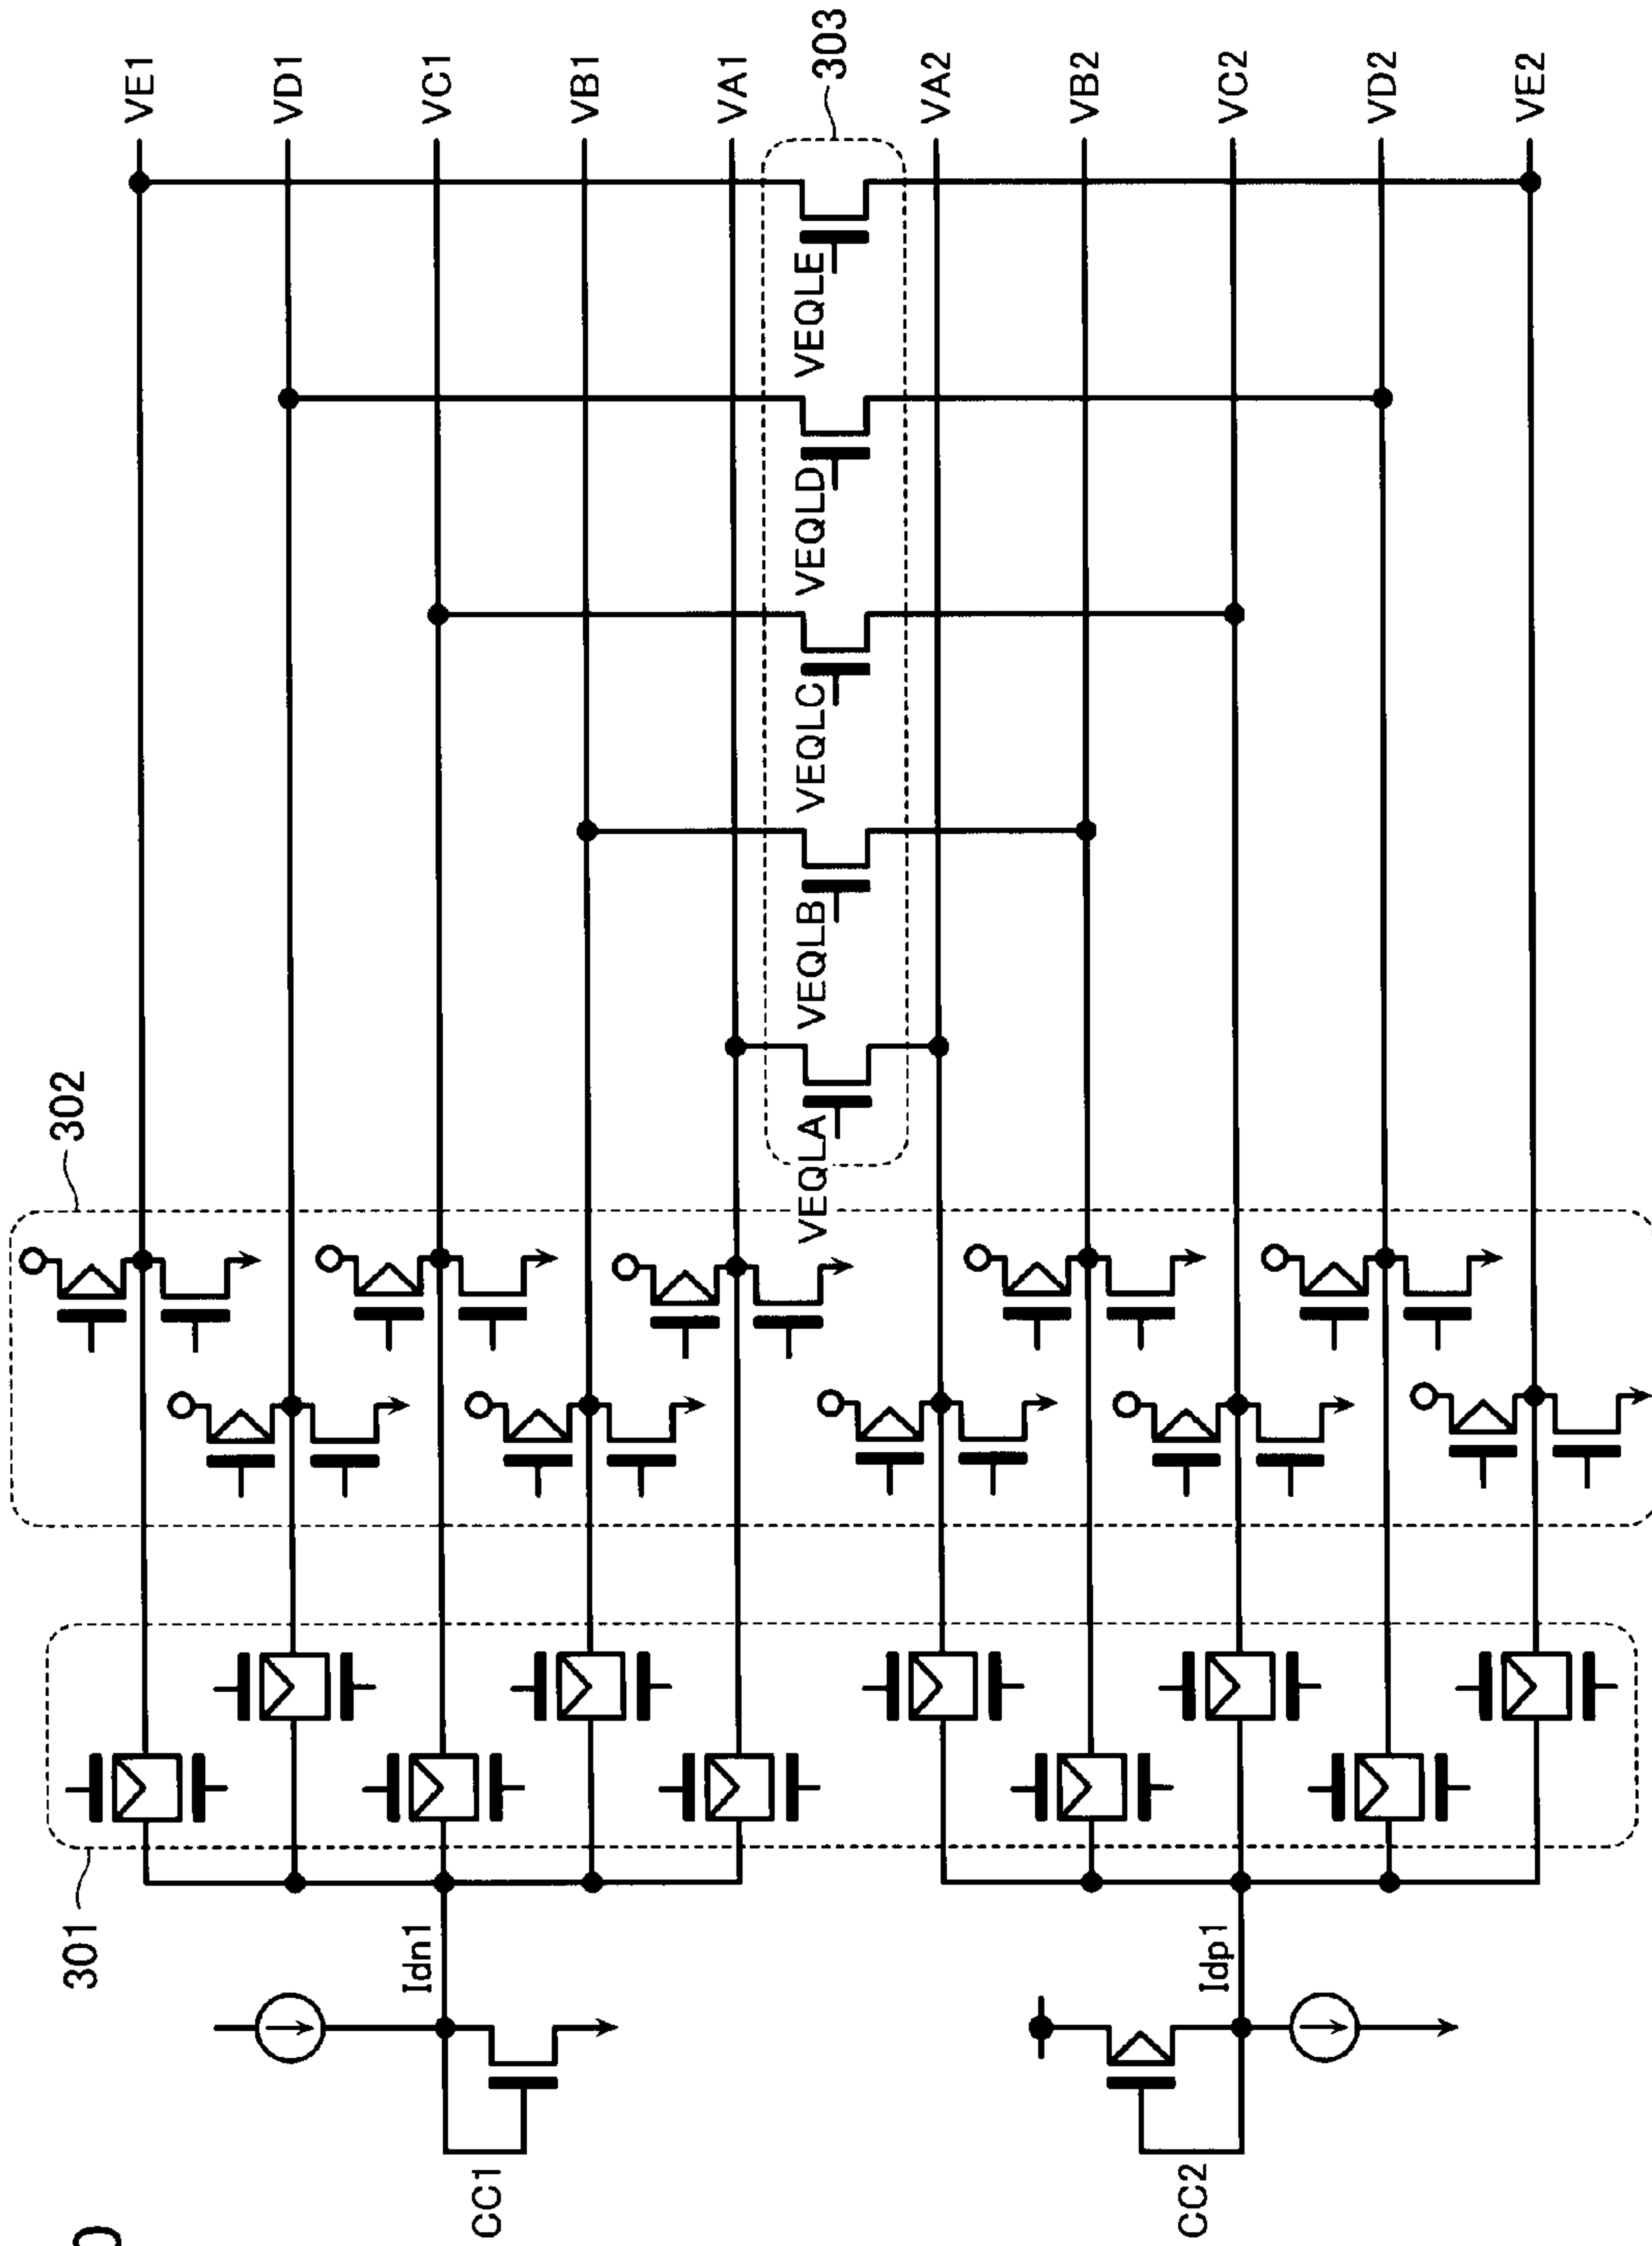 VE1
VD1
VC1
VB1
VA1
303
VA2
VB2
VC2
VD2
VE2
VEQLE
VEQLD
VEQLC
VEQLB
VEQLA
302
301
Idn1
Idp1
CC1
CC2